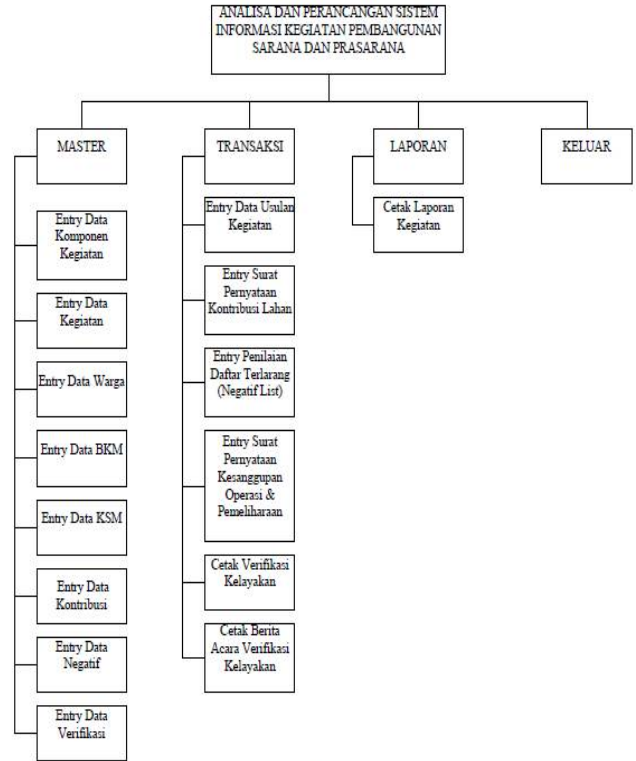 ANALISA DAN PERANCANGAN SISTEM
INFORMASI KEGIATAN PEMBANGUNAN
SARANA DAN PRASARANA
MASTER
TRANSAKSI
LAPORAN
KELUAR
Entry Data
Komponen
Kegiatan
Entry Data
Kegiatan
Entry Data Warga
Entry Data BKM
Entry Data KSM
Entry Data
Kontribusi
Entry Data
Negatif
Entry Data
Verifikasi
Entry Data Usulan
Kegiatan
Entry Surat
Pernyataan
Kontribusi Lahan
Entry Penilaian
Daftar Terlarang
(Negatif List)
Entry Surat
Pernyataan
Kesanggupan
Operasi &
Pemeliharaan
Cetak Verifikasi
Kelayakan
Cetak Berita
Acara Verifikasi
Kelayakan
Cetak Laporan
Kegiatan